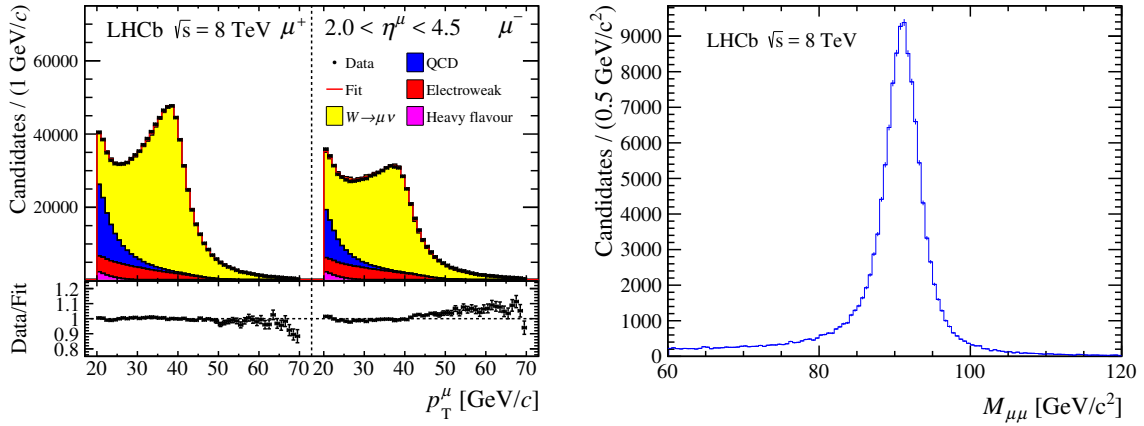 LHCb √s = 8 TeV μ+ 2.0 < η^μ < 4.5 μ−
Data
Fit
W→μν
QCD
Electroweak
Heavy flavour
Candidates / (1 GeV/c)
60000
40000
20000
Data/Fit
1.2
1.1
1
0.9
0.8
20 30 40 50 60 70 20 30 40 50 60 70
p_T^μ [GeV/c]
LHCb √s = 8 TeV
Candidates / (0.5 GeV/c²)
9000
8000
7000
6000
5000
4000
3000
2000
1000
0
60 80 100 120
M_μμ [GeV/c²]